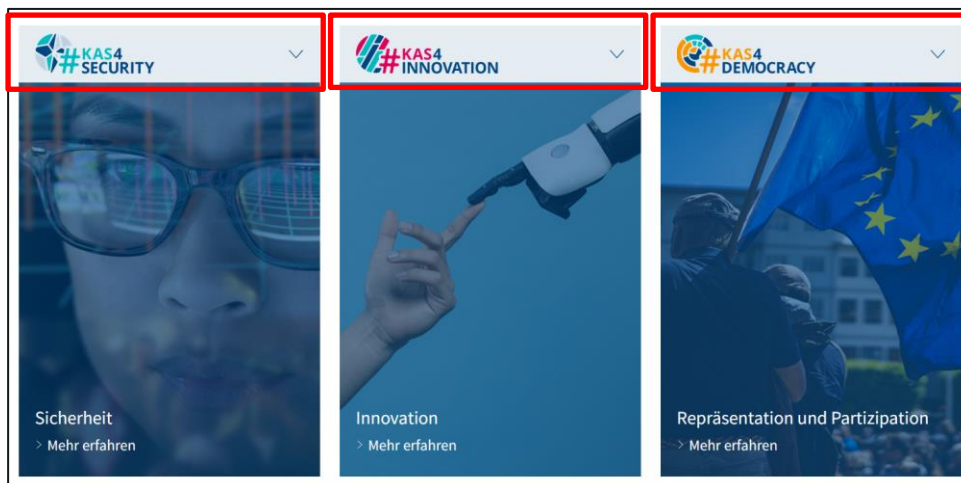 #KAS4
SECURITY
#KAS4
INNOVATION
#KAS4
DEMOCRACY
Sicherheit
> Mehr erfahren
Innovation
> Mehr erfahren
Repräsentation und Partizipation
> Mehr erfahren